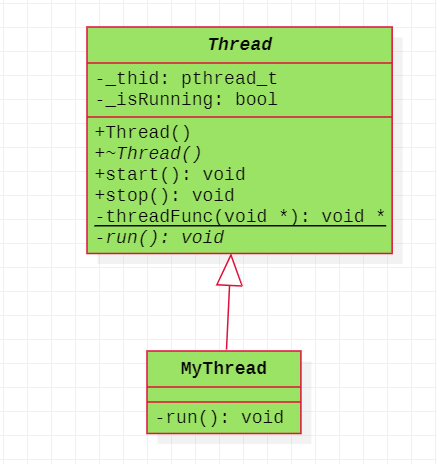 Thread
-_thid: pthread_t
-_isRunning: bool
+Thread()
+~Thread()
+start(): void
+stop(): void
-threadFunc(void *): void *
-run(): void
MyThread
-run(): void